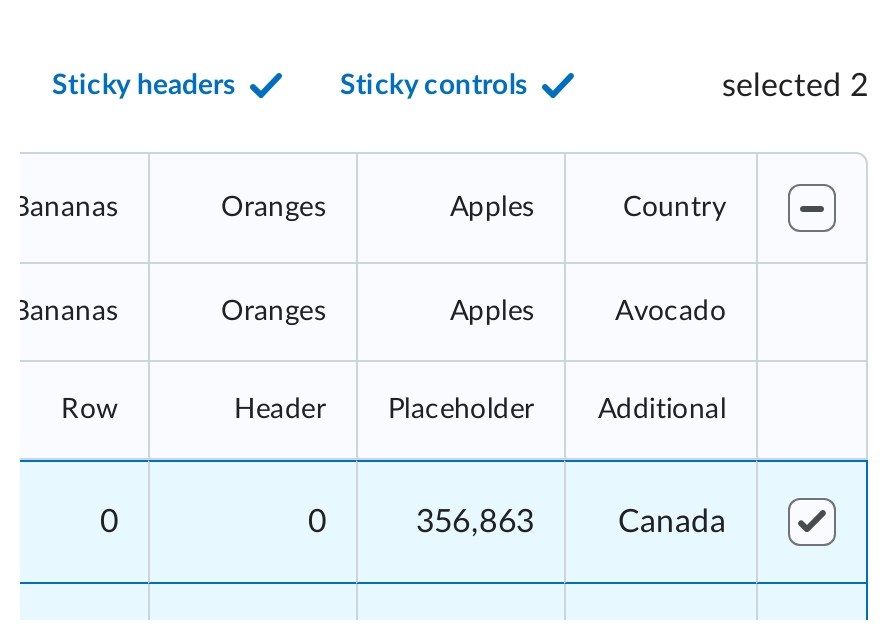 Sticky headers Sticky controls selected 2
Bananas Oranges Apples Country
Bananas Oranges Apples Avocado
Row Header Placeholder Additional
0 0 356,863 Canada